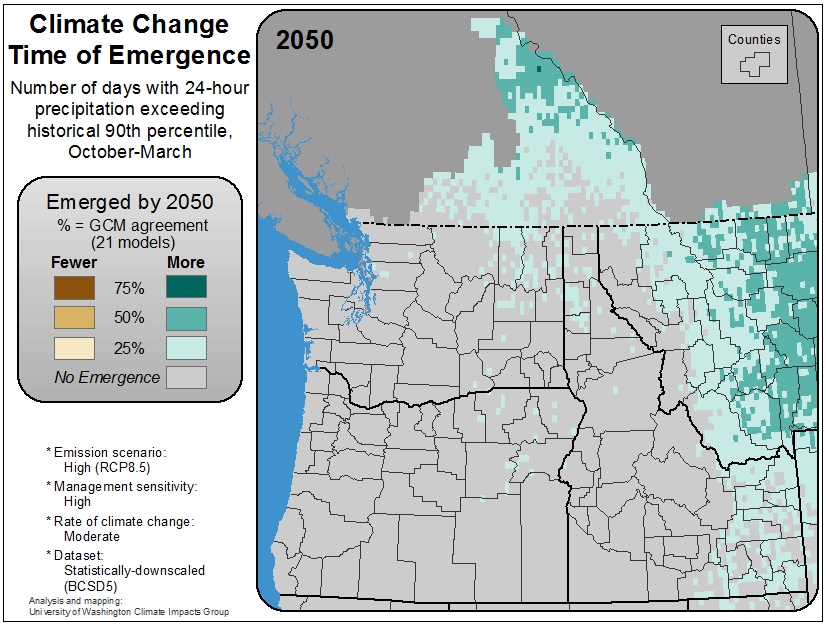 Climate Change
Time of Emergence
Number of days with 24-hour
precipitation exceeding
historical 90th percentile,
October-March
Emerged by 2050
% = GCM agreement
(21 models)
Fewer More
75%
50%
25%
No Emergence
* Emission scenario:
High (RCP8.5)
* Management sensitivity:
High
* Rate of climate change:
Moderate
* Dataset:
Statistically-downscaled
(BCSD5)
Analysis and mapping:
University of Washington Climate Impacts Group
2050
Counties